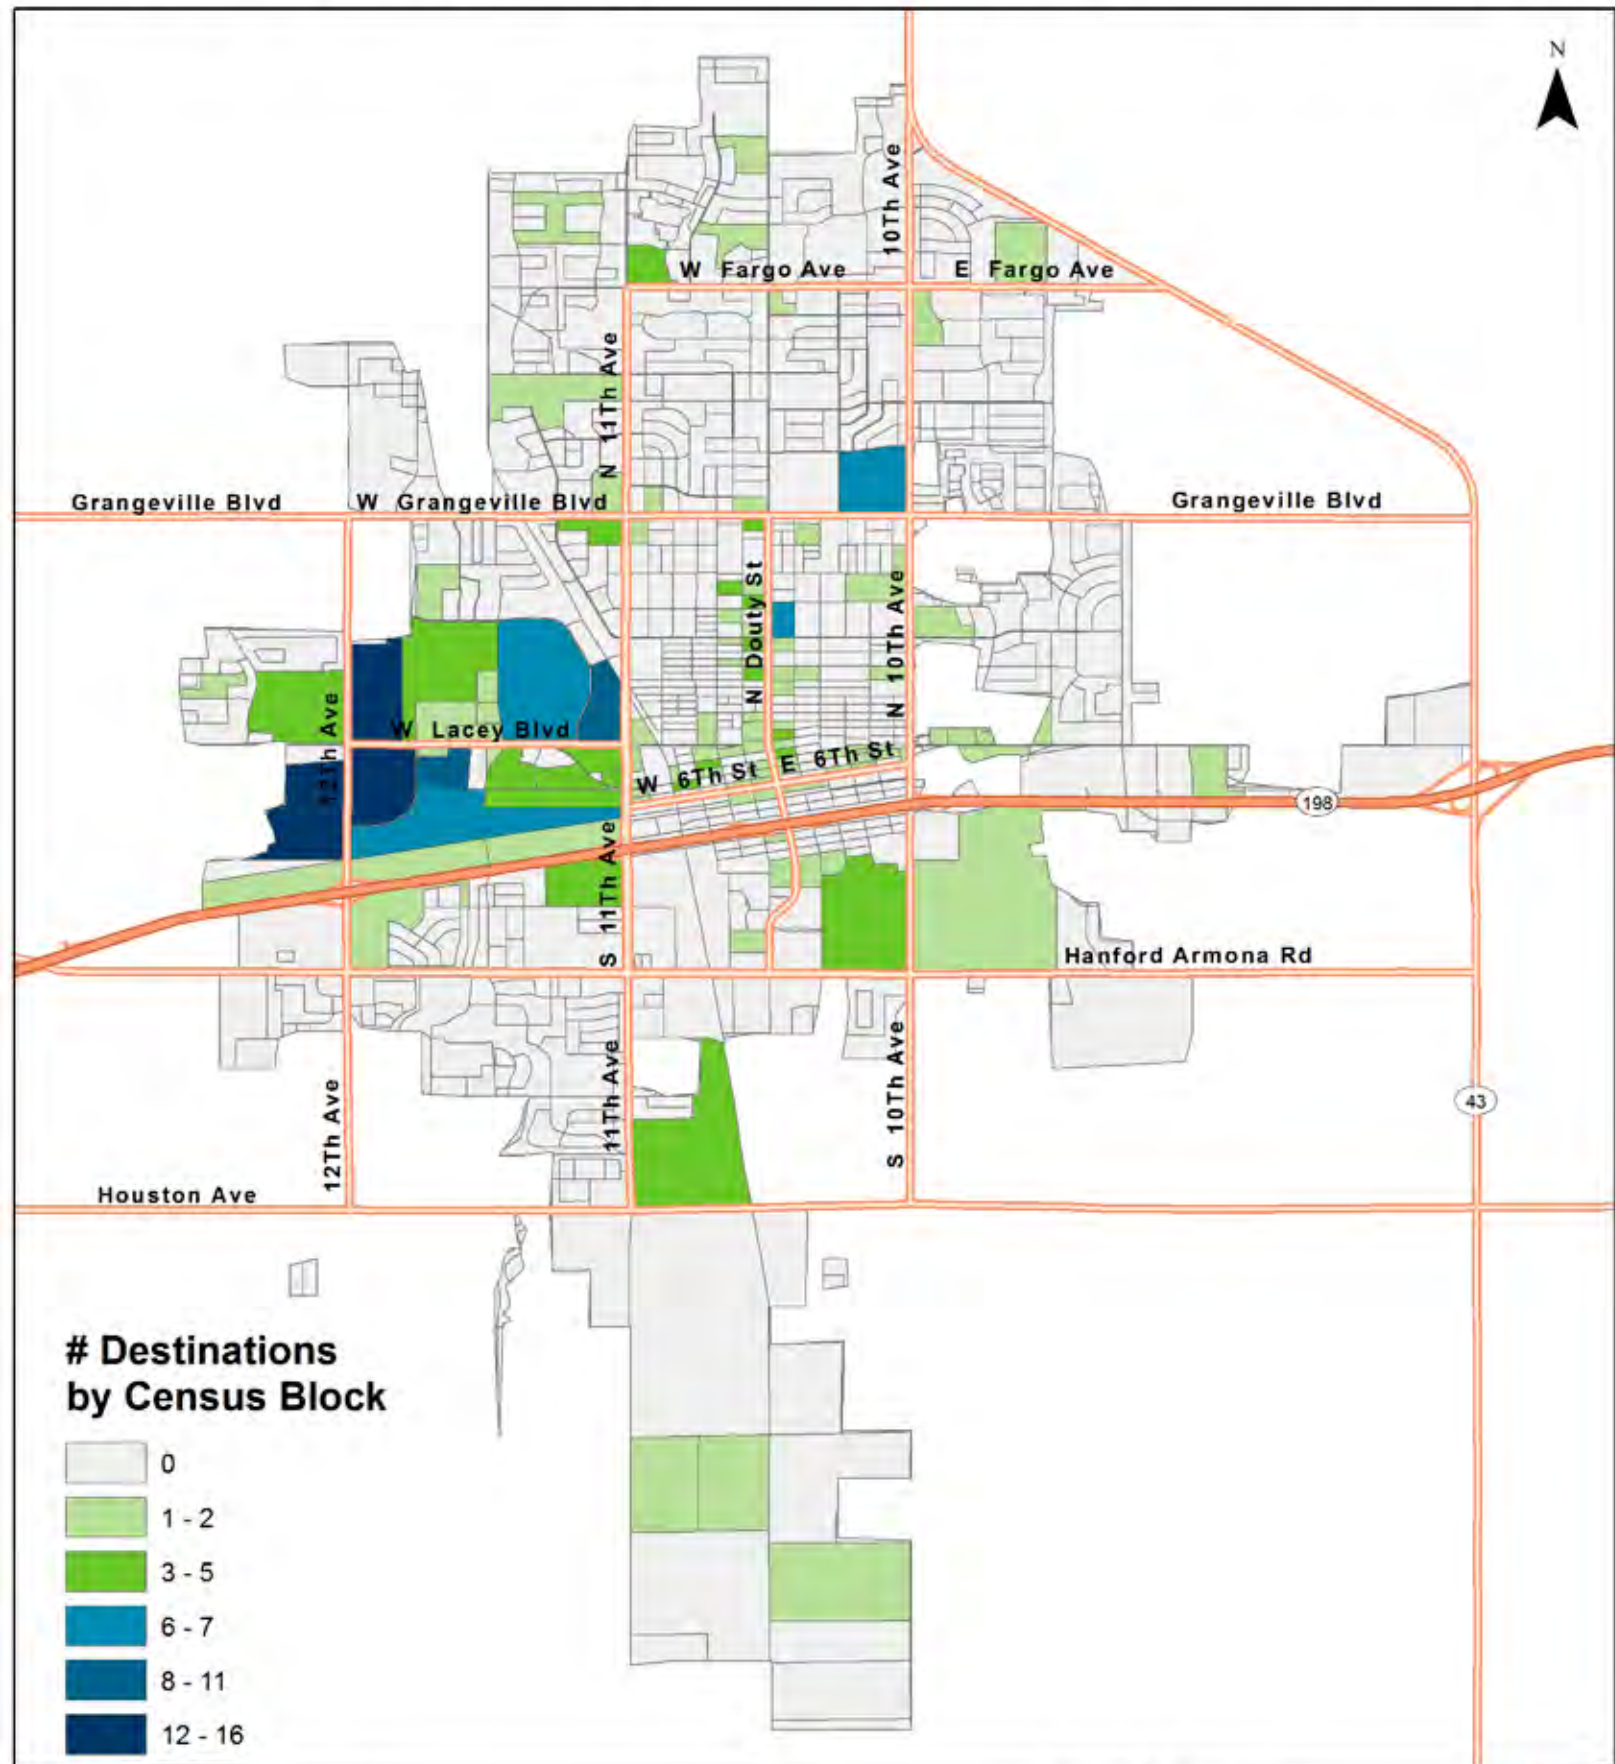 N
10Th Ave
W Fargo Ave
E Fargo Ave
N 11Th Ave
Grangeville Blvd
W Grangeville Blvd
Grangeville Blvd
N Douty St
N 10Th Ave
12Th Ave
W Lacey Blvd
W 6Th St
E 6Th St
198
S 11Th Ave
Hanford Armona Rd
12Th Ave
11Th Ave
S 10Th Ave
43
Houston Ave
# Destinations
by Census Block
0
1 - 2
3 - 5
6 - 7
8 - 11
12 - 16